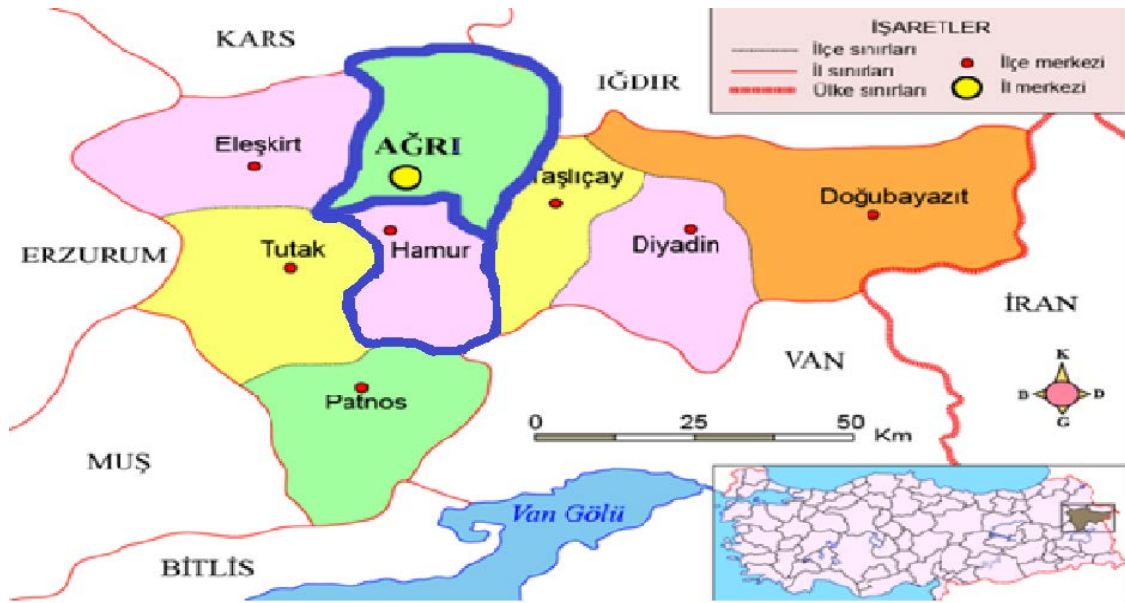 KARS
IĞDIR
İŞARETLER
İlçe sınırları
İl sınırları
Ülke sınırları
İlçe merkezi
İl merkezi
Eleşkirt
AĞRI
Taşlıçay
Doğubayazıt
ERZURUM
Tutak
Hamur
Diyadin
İRAN
VAN
Patnos
K
B
D
G
0
25
50
Km
MUŞ
Van Gölü
BİTLİS